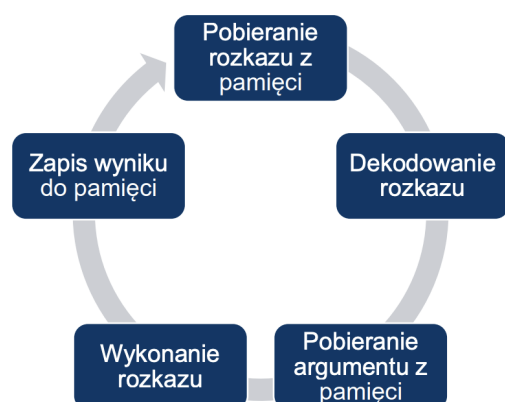 Pobieranie
rozkazu z
pamięci
Dekodowanie
rozkazu
Pobieranie
argumentu z
pamięci
Wykonanie
rozkazu
Zapis wyniku
do pamięci